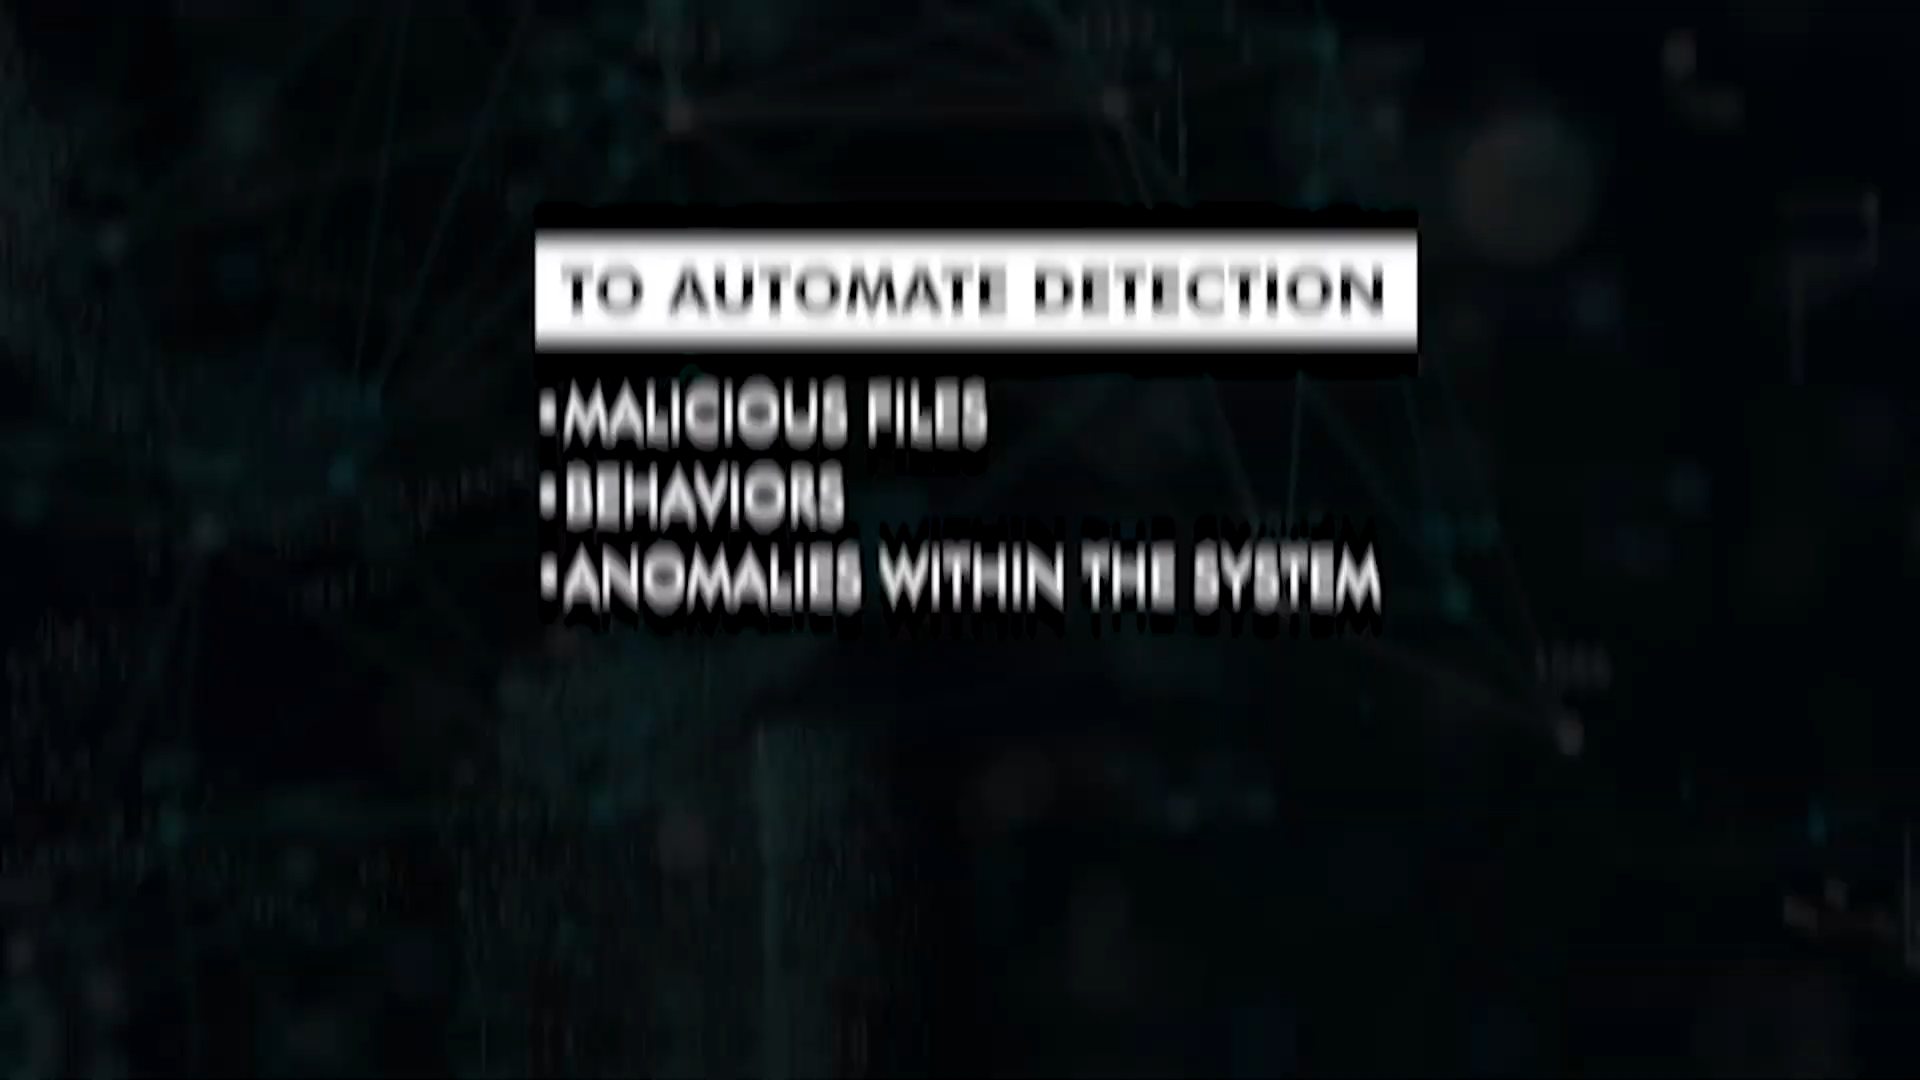 TO AUTOMATE DETECTION
▪MALICIOUS FILES
▪BEHAVIORS
▪ANOMALIES WITHIN THE SYSTEM